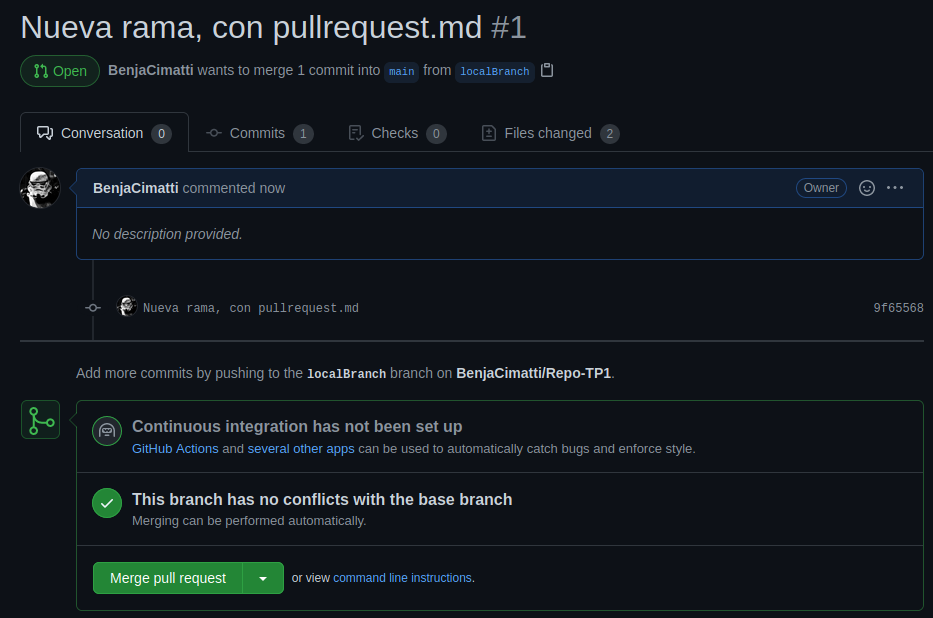 Nueva rama, con pullrequest.md #1
Open BenjaCimatti wants to merge 1 commit into main from localBranch
Conversation 0 Commits 1 Checks 0 Files changed 2
BenjaCimatti commented now Owner
No description provided.
Nueva rama, con pullrequest.md 9f65568
Add more commits by pushing to the localBranch branch on BenjaCimatti/Repo-TP1.
Continuous integration has not been set up
GitHub Actions and several other apps can be used to automatically catch bugs and enforce style.
This branch has no conflicts with the base branch
Merging can be performed automatically.
Merge pull request or view command line instructions.